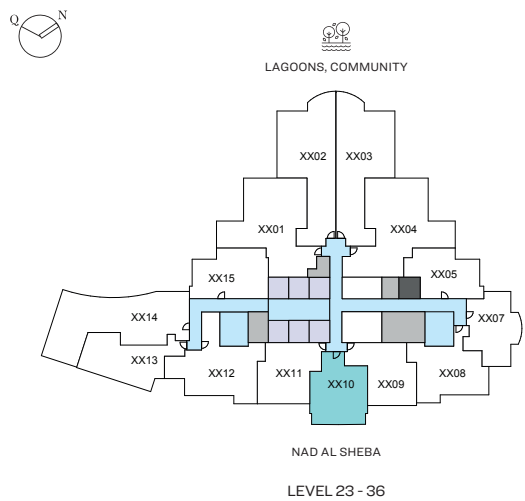 Q N
LAGOONS, COMMUNITY
XX02 XX03
XX01 XX04
XX15 XX05
XX14 XX07
XX13 XX12 XX11 XX10 XX09 XX08
NAD AL SHEBA
LEVEL 23 - 36